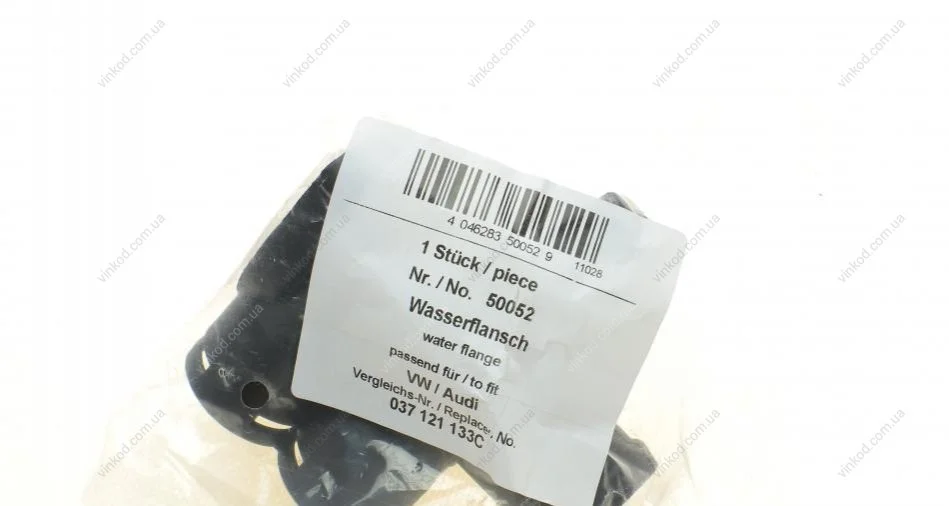 4 046283 50052 9 11028
1 Stück / piece
Nr. / No. 50052
Wasserflansch
water flange
passend für / to fit
VW / Audi
Vergleichs-Nr. / Replace. No.
037 121 133C
vinkod.com.ua